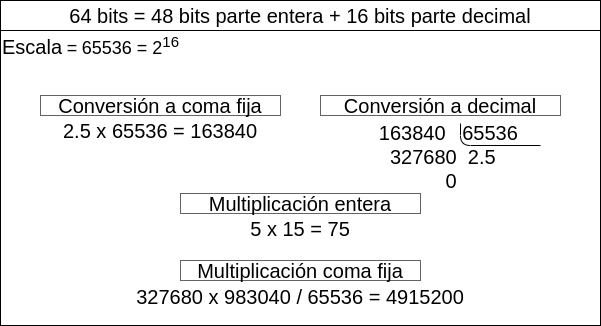 64 bits = 48 bits parte entera + 16 bits parte decimal
Escala = 65536 = 2¹⁶
Conversión a coma fija
2.5 x 65536 = 163840
Conversión a decimal
163840 65536
327680 2.5
0
Multiplicación entera
5 x 15 = 75
Multiplicación coma fija
327680 x 983040 / 65536 = 4915200